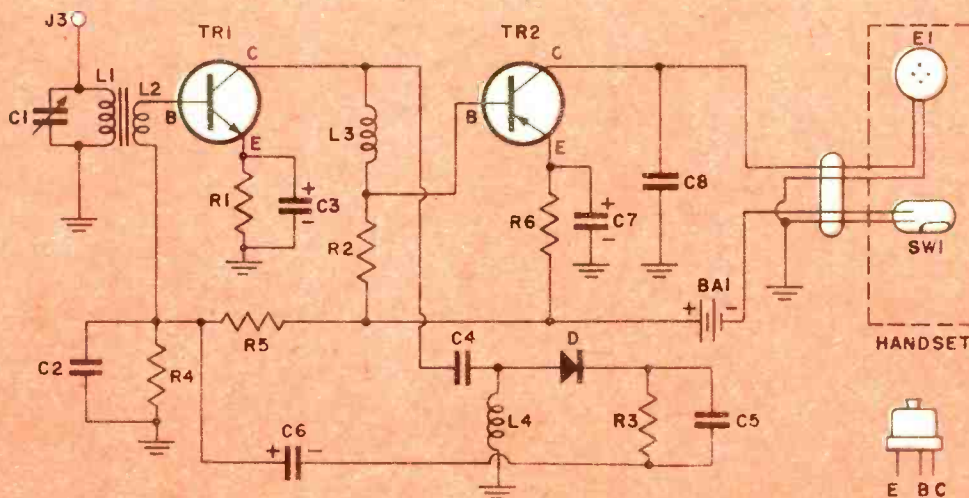 J3
TR1
TR2
E1
C
C
L1
L2
C1
B
B
L3
E
E
R1
+
C3
-
C8
R2
R6
+
C7
-
SW1
BA1
+
-
HANDSET
R5
C4
D
C2
R4
L4
R3
C5
C6
+
-
E B C